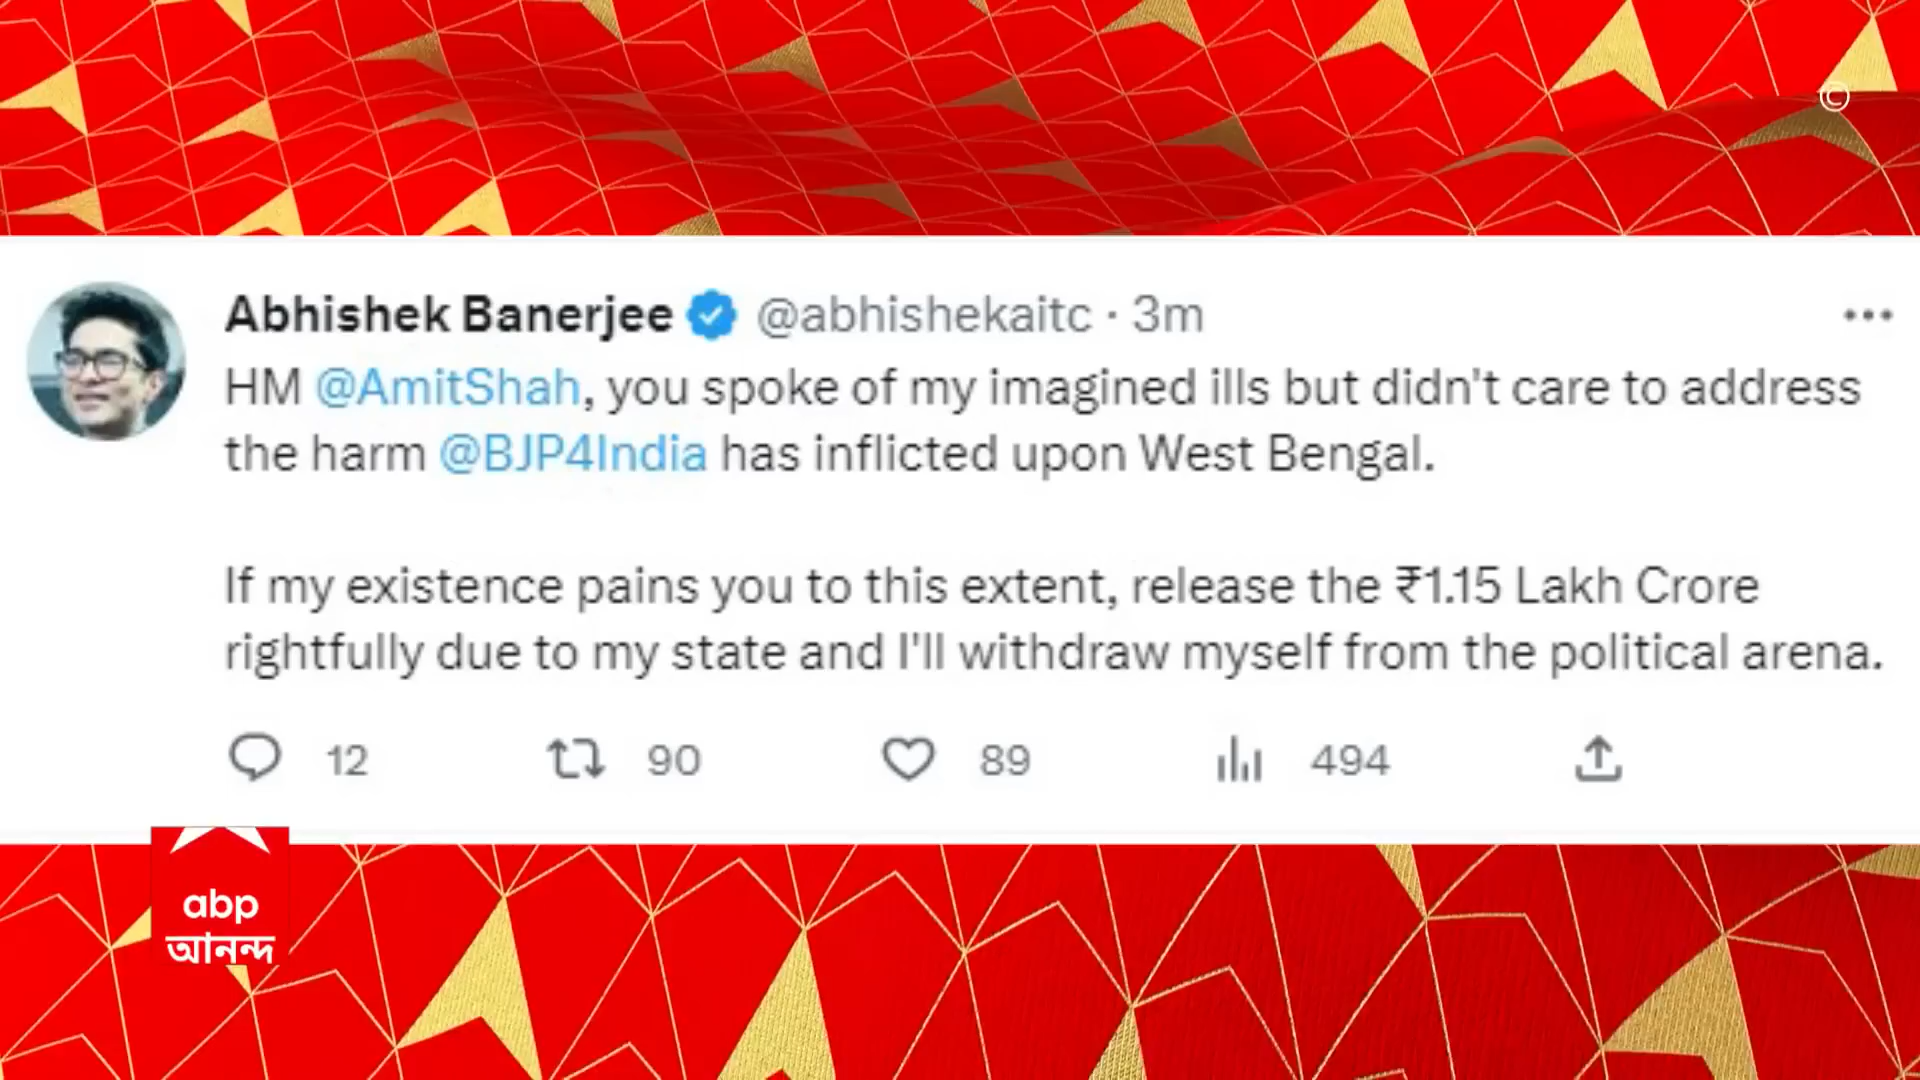 ©
Abhishek Banerjee @abhishekaitc · 3m
HM @AmitShah, you spoke of my imagined ills but didn't care to address
the harm @BJP4India has inflicted upon West Bengal.
If my existence pains you to this extent, release the ₹1.15 Lakh Crore
rightfully due to my state and I'll withdraw myself from the political arena.
12 90 89 494
abp
আনন্দ